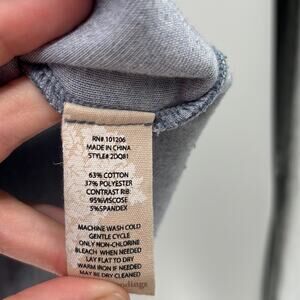 RN# 101206
MADE IN CHINA
STYLE# 2DQ81
63% COTTON
37% POLYESTER
CONTRAST RIB:
95%VISCOSE
5%SPANDEX
MACHINE WASH COLD
GENTLE CYCLE
ONLY NON-CHLORINE
BLEACH WHEN NEEDED
LAY FLAT TO DRY
WARM IRON IF NEEDED
MAY BE DRY CLEANED